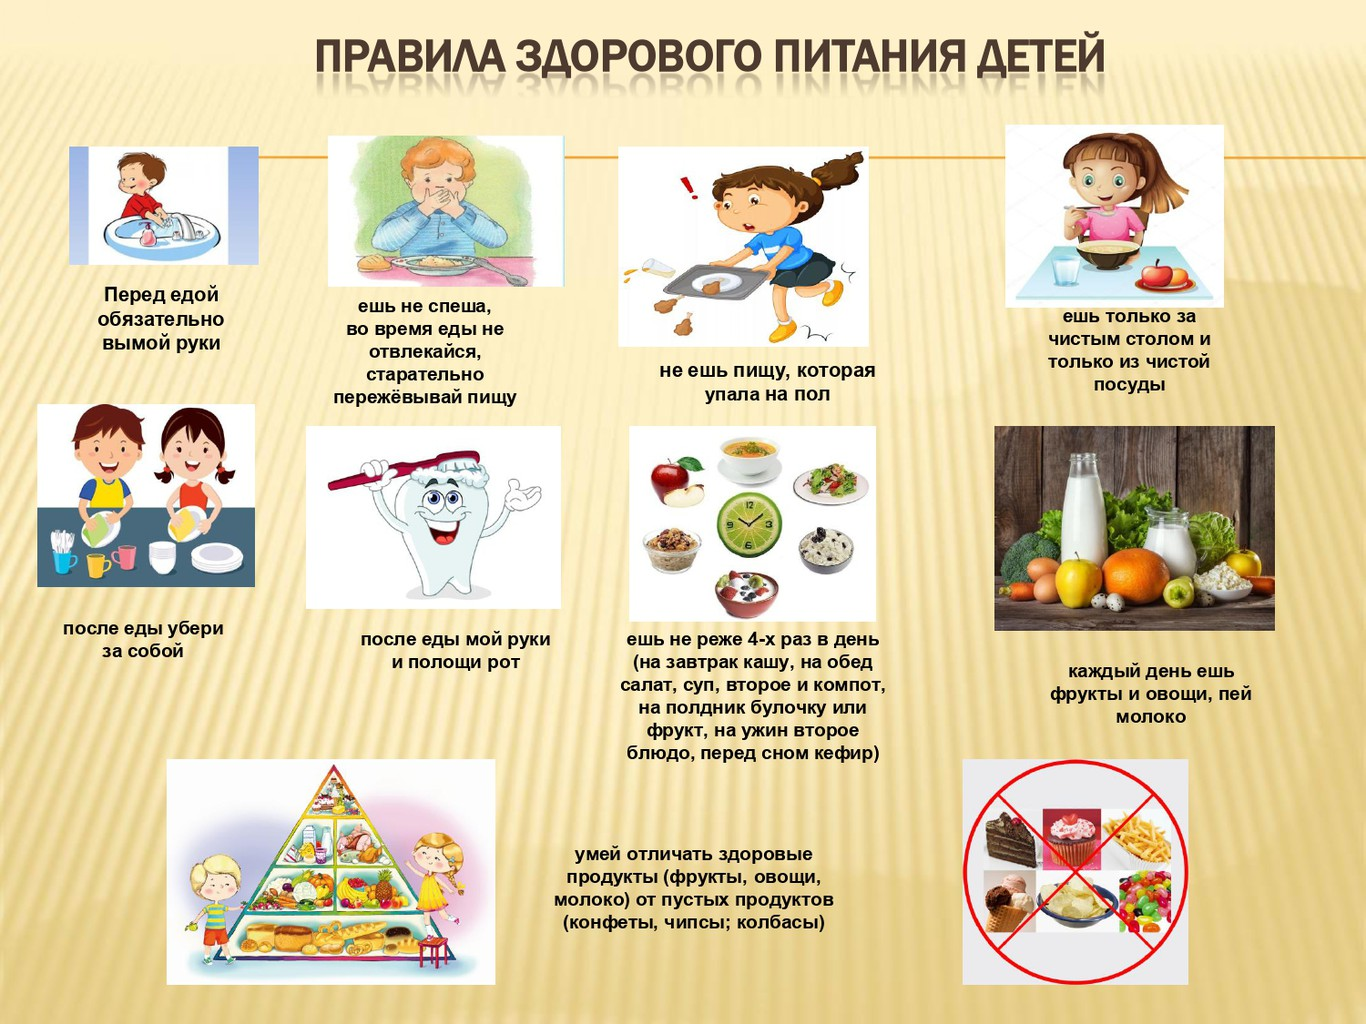 ПРАВИЛА ЗДОРОВОГО ПИТАНИЯ ДЕТЕЙ
Перед едой
обязательно
вымой руки
ешь не спеша,
во время еды не
отвлекайся,
старательно
пережёвывай пищу
не ешь пищу, которая
упала на пол
ешь только за
чистым столом и
только из чистой
посуды
после еды убери
за собой
после еды мой руки
и полощи рот
12
3
6
9
ешь не реже 4-х раз в день
(на завтрак кашу, на обед
салат, суп, второе и компот,
на полдник булочку или
фрукт, на ужин второе
блюдо, перед сном кефир)
каждый день ешь
фрукты и овощи, пей
молоко
умей отличать здоровые
продукты (фрукты, овощи,
молоко) от пустых продуктов
(конфеты, чипсы; колбасы)